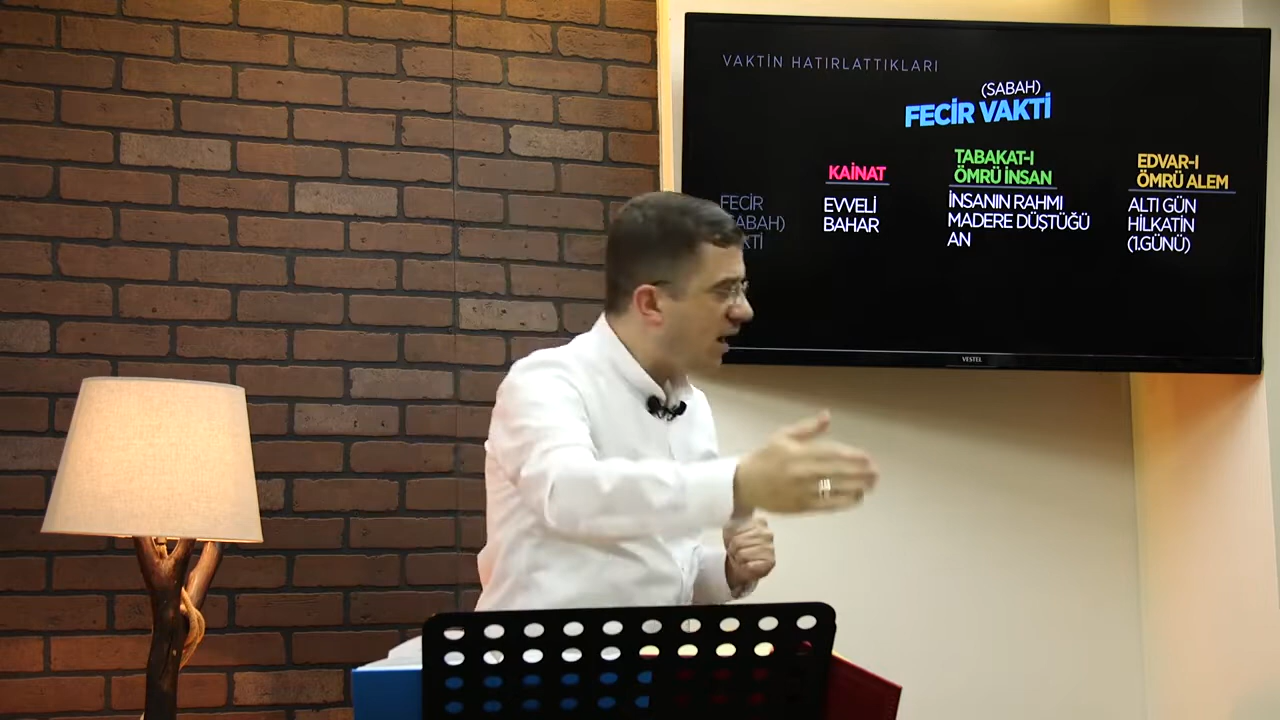 VAKTİN HATIRLATTIKLARI
(SABAH)
FECİR VAKTİ
KAİNAT
TABAKAT-I
ÖMRÜ İNSAN
EDVAR-I
ÖMRÜ ALEM
FECİR
EVVELİ
BAHAR
İNSANIN RAHMI
MADERE DÜŞTÜĞÜ
AN
ALTI GÜN
HİLKATİN
(1.GÜNÜ)
VESTEL